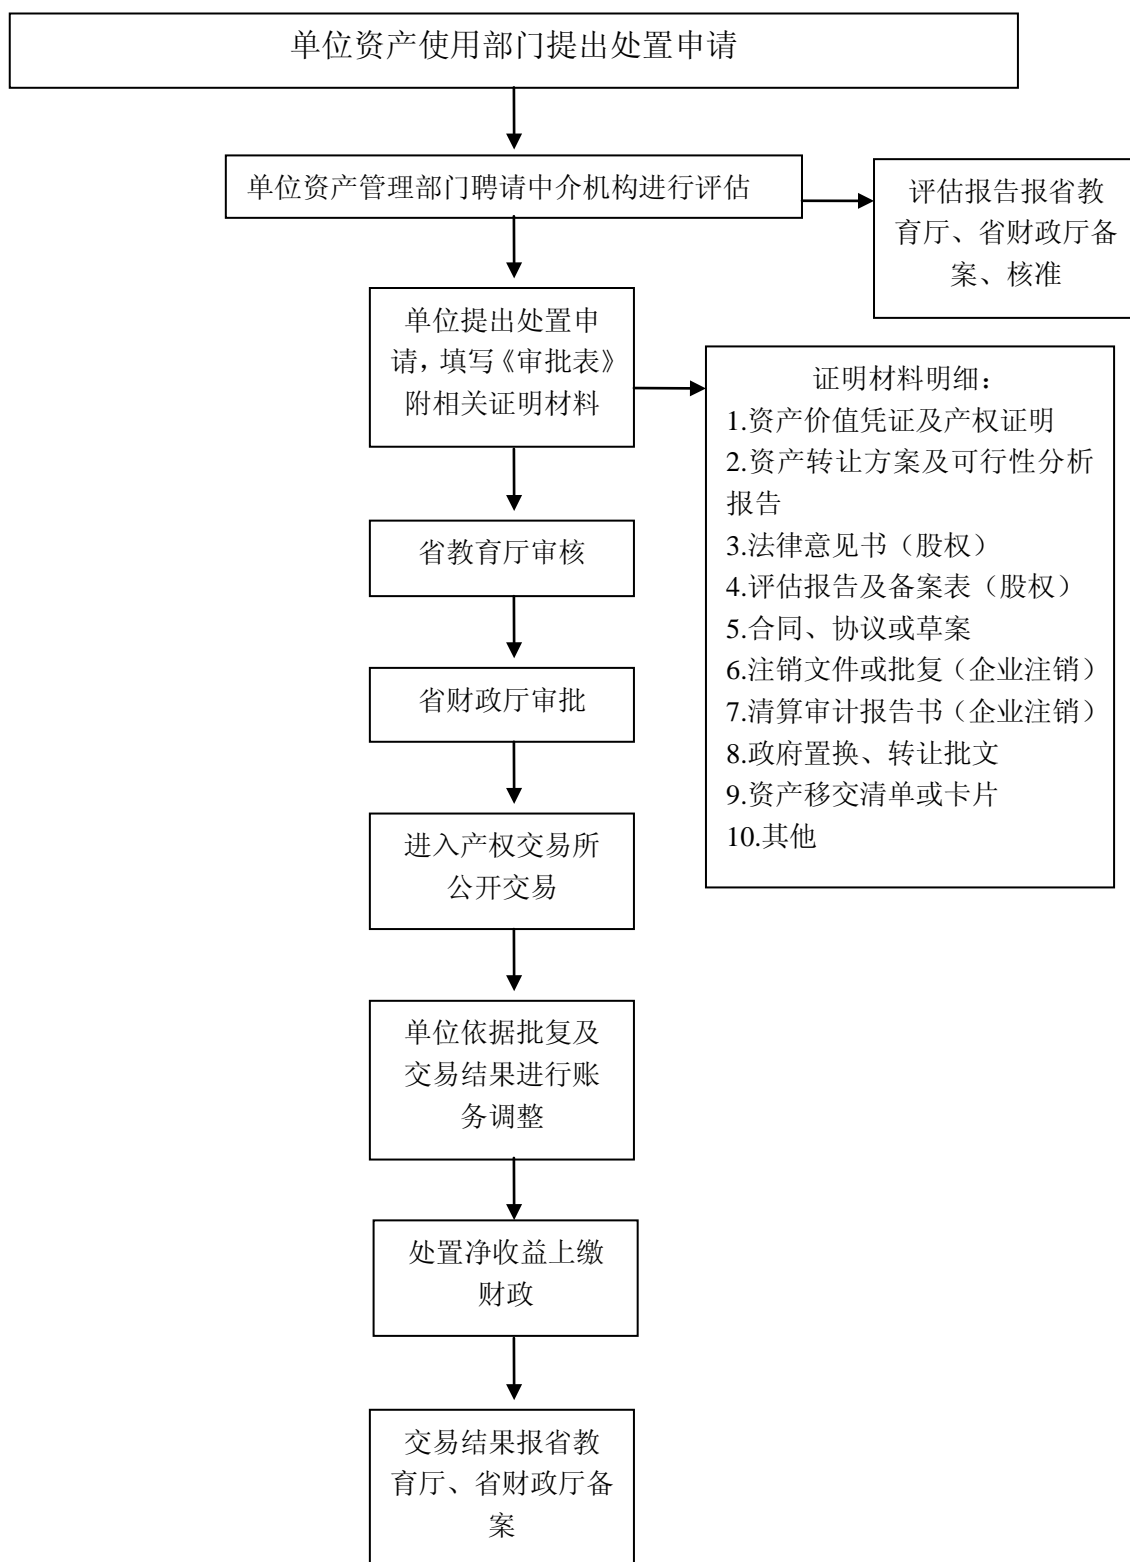 单位资产使用部门提出处置申请
单位资产管理部门聘请中介机构进行评估
评估报告报省教
育厅、省财政厅备
案、核准
单位提出处置申
请，填写《审批表》
附相关证明材料
证明材料明细：
1.资产价值凭证及产权证明
2.资产转让方案及可行性分析
报告
3.法律意见书（股权）
4.评估报告及备案表（股权）
5.合同、协议或草案
6.注销文件或批复（企业注销）
7.清算审计报告书（企业注销）
8.政府置换、转让批文
9.资产移交清单或卡片
10.其他
省教育厅审核
省财政厅审批
进入产权交易所
公开交易
单位依据批复及
交易结果进行账
务调整
处置净收益上缴
财政
交易结果报省教
育厅、省财政厅备
案